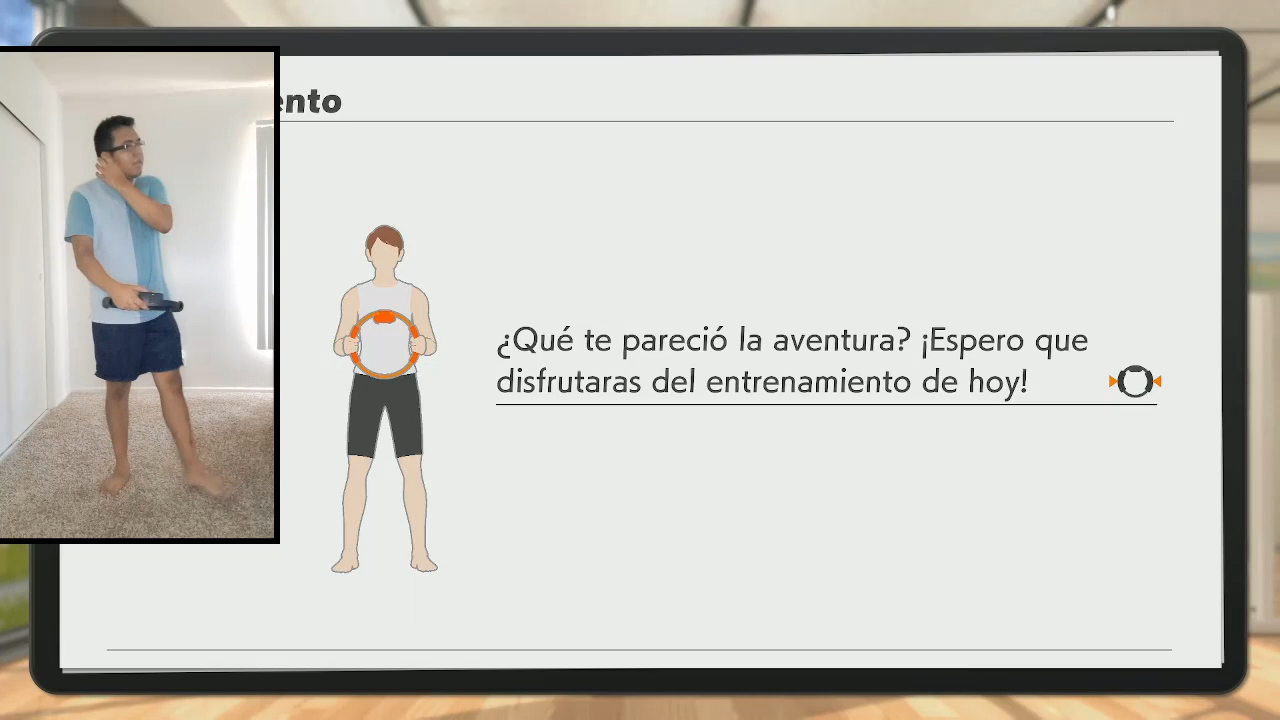 ento
¿Qué te pareció la aventura? ¡Espero que
disfrutaras del entrenamiento de hoy!